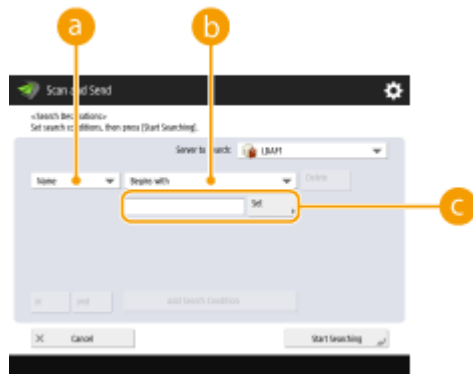 a
b
Scan and Send
<Search Destinations>
Set search conditions, then press [Start Searching].
Server to Search: LDAP1
Name
Begins with
Delete
Set
c
or
and
Add Search Condition
Cancel
Start Searching